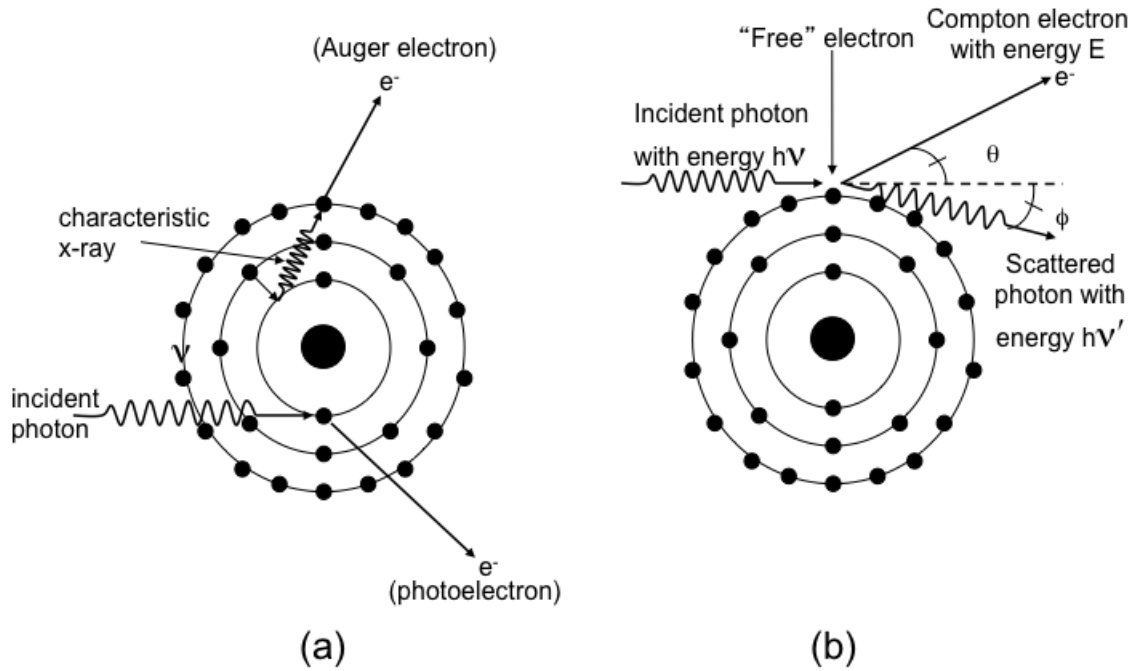 (Auger electron)
e-
characteristic
x-ray
ν
incident
photon
e-
(photoelectron)
(a)
“Free” electron
Compton electron
with energy E
e-
Incident photon
with energy hν
θ
ϕ
Scattered
photon with
energy hν′
(b)